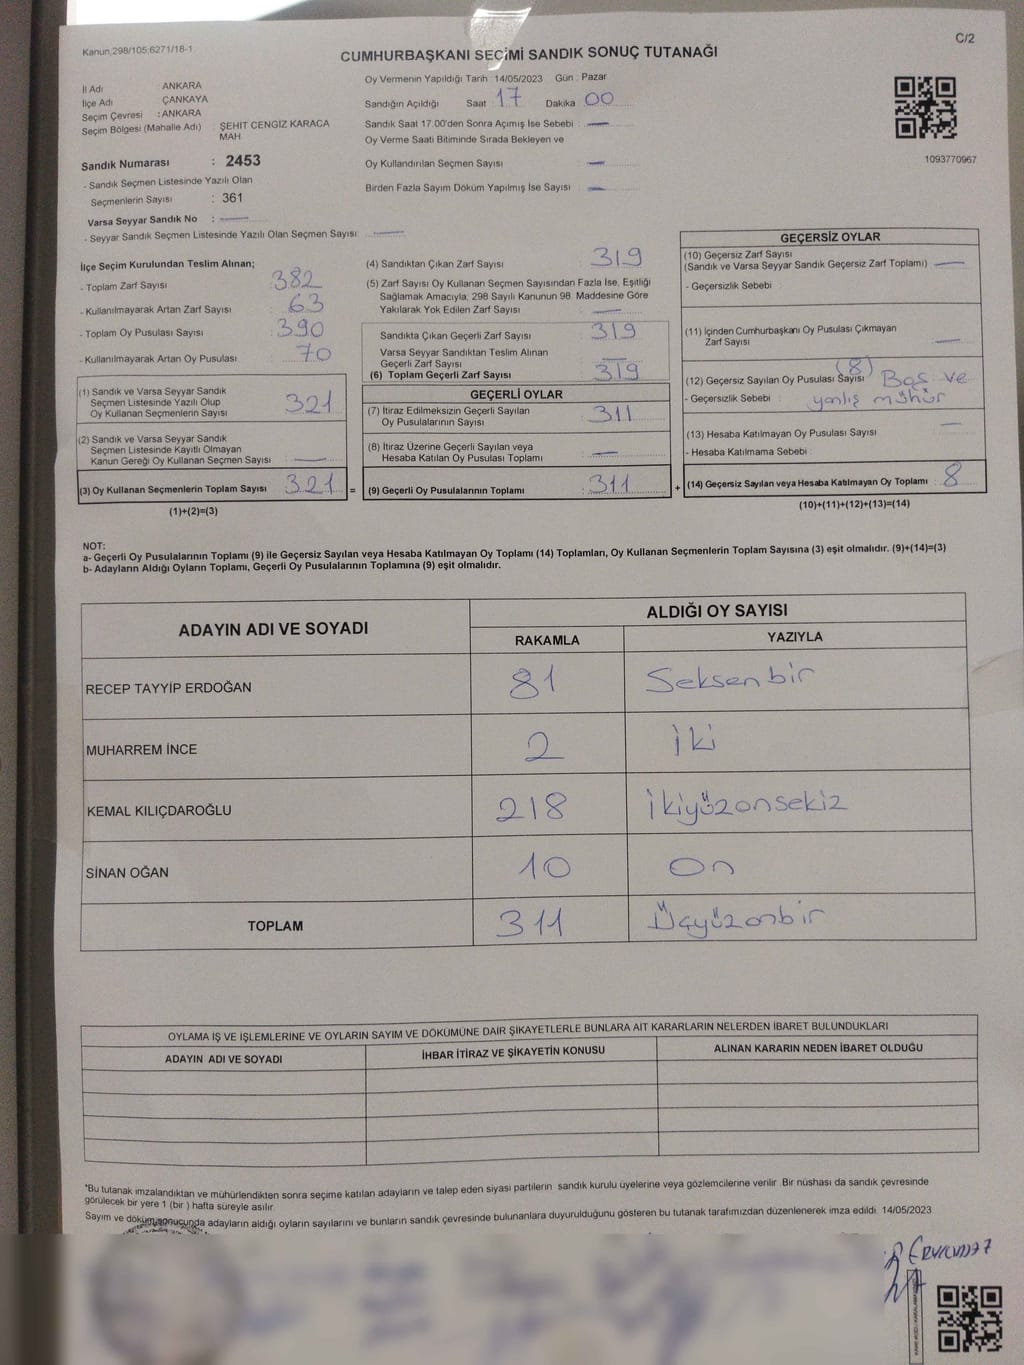 Kanun,298/105,6271/18-1
C/2
CUMHURBAŞKANI SEÇİMİ SANDIK SONUÇ TUTANAĞI
İl Adı ANKARA
İlçe Adı ÇANKAYA
Seçim Çevresi : ANKARA
Seçim Bölgesi (Mahalle Adı) : ŞEHİT CENGİZ KARACA
MAH.
Sandık Numarası : 2453
- Sandık Seçmen Listesinde Yazılı Olan
Seçmenlerin Sayısı : 361
Varsa Seyyar Sandık No :
- Seyyar Sandık Seçmen Listesinde Yazılı Olan Seçmen Sayısı:
Oy Vermenin Yapıldığı Tarih 14/05/2023 Gün : Pazar
Sandığın Açıldığı Saat : 17 Dakika 00
Sandık Saat 17.00'den Sonra Açımış İse Sebebi :
Oy Verme Saati Bitiminde Sırada Bekleyen ve
Oy Kullandırılan Seçmen Sayısı :
Birden Fazla Sayım Döküm Yapılmış İse Sayısı :
1093770967
İlçe Seçim Kurulundan Teslim Alınan;
- Toplam Zarf Sayısı : 382
- Kullanılmayarak Artan Zarf Sayısı : 63
- Toplam Oy Pusulası Sayısı : 390
- Kullanılmayarak Artan Oy Pusulası : 70
(1) Sandık ve Varsa Seyyar Sandık
Seçmen Listesinde Yazılı Olup
Oy Kullanan Seçmenlerin Sayısı : 321
(2) Sandık ve Varsa Seyyar Sandık
Seçmen Listesinde Kayıtlı Olmayan
Kanun Gereği Oy Kullanan Seçmen Sayısı :
(3) Oy Kullanan Seçmenlerin Toplam Sayısı : 321 =
(1)+(2)=(3)
(4) Sandıktan Çıkan Zarf Sayısı : 319
(5) Zarf Sayısı Oy Kullanan Seçmen Sayısından Fazla İse, Eşitliği
Sağlamak Amacıyla; 298 Sayılı Kanunun 98. Maddesine Göre
Yakılarak Yok Edilen Zarf Sayısı :
Sandıkta Çıkan Geçerli Zarf Sayısı : 319
Varsa Seyyar Sandıktan Teslim Alınan
Geçerli Zarf Sayısı :
(6) Toplam Geçerli Zarf Sayısı : 319
GEÇERLİ OYLAR
(7) İtiraz Edilmeksizin Geçerli Sayılan
Oy Pusulalarının Sayısı : 311
(8) İtiraz Üzerine Geçerli Sayılan veya
Hesaba Katılan Oy Pusulası Toplamı :
(9) Geçerli Oy Pusulalarının Toplamı : 311 +
GEÇERSİZ OYLAR
(10) Geçersiz Zarf Sayısı
(Sandık ve Varsa Seyyar Sandık Geçersiz Zarf Toplamı) :
- Geçersizlik Sebebi :
(11) İçinden Cumhurbaşkanı Oy Pusulası Çıkmayan
Zarf Sayısı :
(12) Geçersiz Sayılan Oy Pusulası Sayısı : (8) Boş ve
- Geçersizlik Sebebi : yanlış mühür
(13) Hesaba Katılmayan Oy Pusulası Sayısı :
- Hesaba Katılmama Sebebi :
(14) Geçersiz Sayılan veya Hesaba Katılmayan Oy Toplamı : 8
(10)+(11)+(12)+(13)=(14)
NOT:
a- Geçerli Oy Pusulalarının Toplamı (9) ile Geçersiz Sayılan veya Hesaba Katılmayan Oy Toplamı (14) Toplamları, Oy Kullanan Seçmenlerin Toplam Sayısına (3) eşit olmalıdır. (9)+(14)=(3)
b- Adayların Aldığı Oyların Toplamı, Geçerli Oy Pusulalarının Toplamına (9) eşit olmalıdır.
ADAYIN ADI VE SOYADI ALDIĞI OY SAYISI
RAKAMLA YAZIYLA
RECEP TAYYİP ERDOĞAN 81 Seksenbir
MUHARREM İNCE 2 İki
KEMAL KILIÇDAROĞLU 218 İkiyüzonsekiz
SİNAN OĞAN 10 On
TOPLAM 311 Üçyüzonbir
OYLAMA İŞ VE İŞLEMLERİNE VE OYLARIN SAYIM VE DÖKÜMÜNE DAİR ŞİKAYETLERLE BUNLARA AİT KARARLARIN NELERDEN İBARET BULUNDUKLARI
ADAYIN ADI VE SOYADI İHBAR İTİRAZ VE ŞİKAYETİN KONUSU ALINAN KARARIN NEDEN İBARET OLDUĞU
*Bu tutanak imzalandıktan ve mühürlendikten sonra seçime katılan adayların ve talep eden siyasi partilerin sandık kurulu üyelerine veya gözlemcilerine verilir .Bir nüshası da sandık çevresinde
görülecek bir yere 1 (bir ) hafta süreyle asılır.
Sayım ve döküm sonucunda adayların aldığı oyların sayılarını ve bunların sandık çevresinde bulunanlara duyurulduğunu gösteren bu tutanak tarafımızdan düzenlenerek imza edildi. 14/05/2023